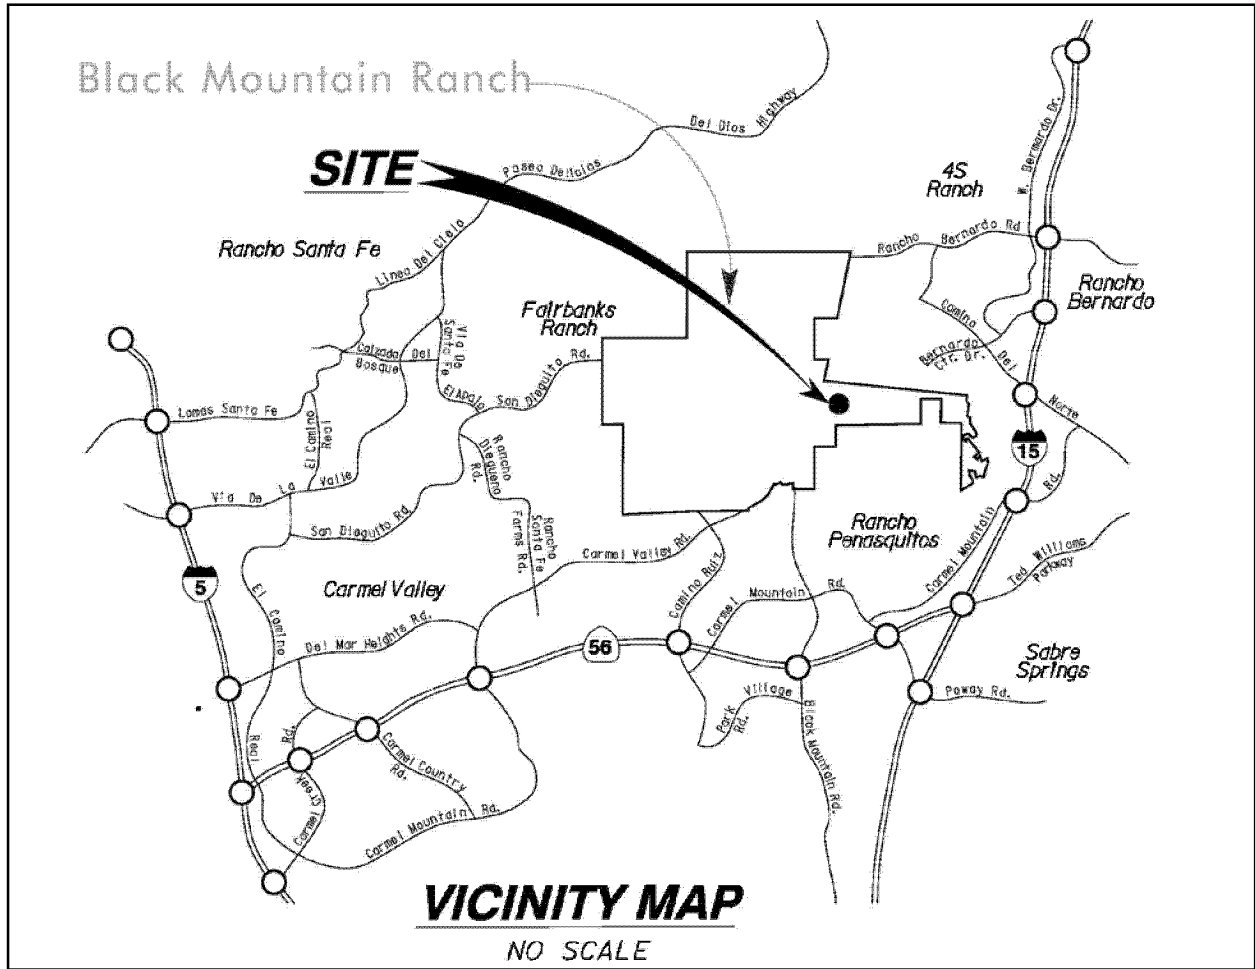 Black Mountain Ranch
SITE
Del Dios
Highway
Paseo Delicias
4S
Ranch
W. Bernardo Dr.
Rancho Santa Fe
Linea Del Cielo
Rancho
Bernardo Rd
Rancho
Bernardo
Fairbanks
Ranch
Via De
Santa Fe
Calzada Del
Bosque
El Apajo
San Dieguito Rd.
Camino
Del
Norte
Bernardo
Ctr. Dr.
Lomas Santa Fe
El Camino
Real
Rancho
Diegueno
Rd.
15
Via De
La
Valle
San Dieguito Rd.
Rancho
Santa Fe
Farms Rd.
Rancho
Penasquitos
Carmel Mountain
Rd.
Carmel Valley Rd.
Ted Williams
Parkway
5
Carmel Valley
El Camino
Real
Del Mar Heights Rd.
Camino Ruiz
Carmel
Mountain
Rd.
56
Sabre
Springs
Poway Rd.
Park
Rd.
Village
Black Mountain Rd.
Rd.
Carmel Creek
Carmel Country
Rd.
Carmel Mountain Rd.
VICINITY MAP
NO SCALE